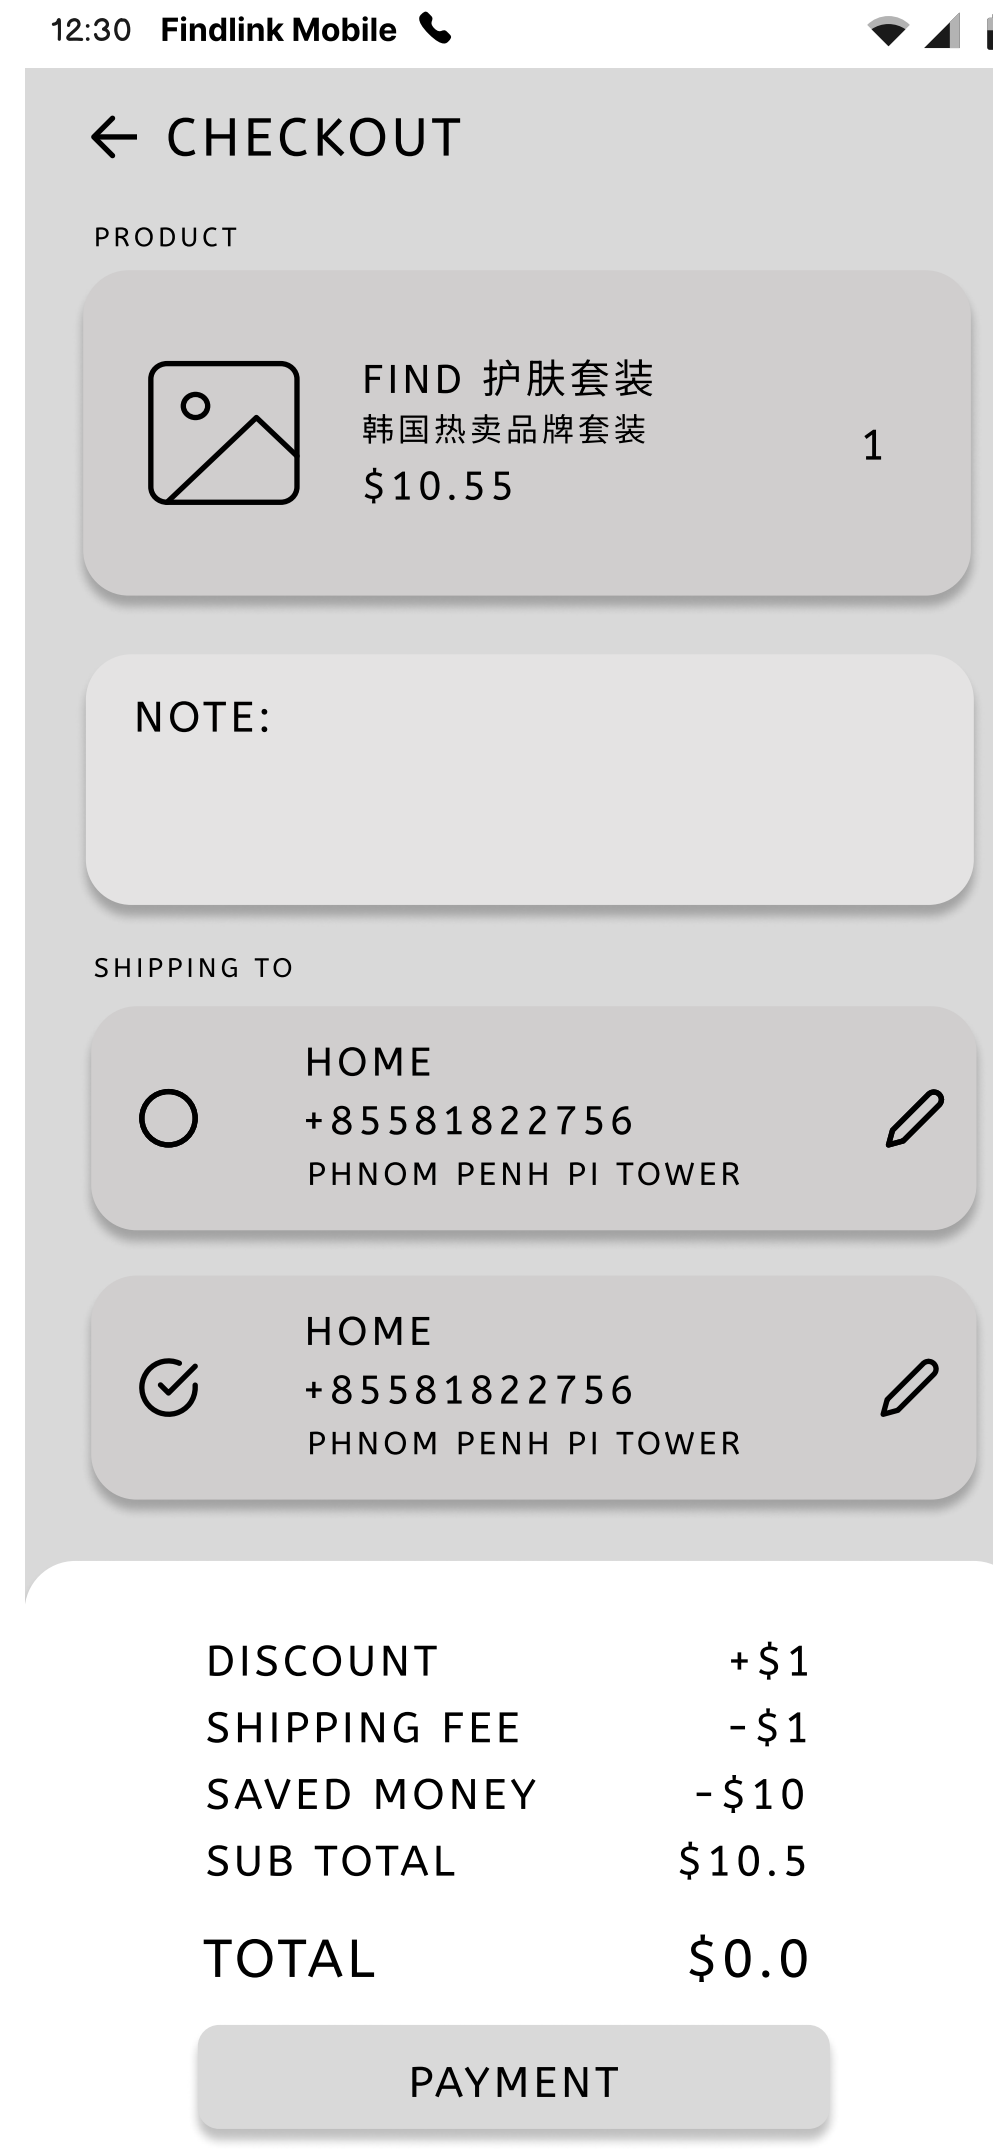 12:30 Findlink Mobile
CHECKOUT
PRODUCT
FIND 护肤套装
韩国热卖品牌套装
$10.55
1
NOTE:
SHIPPING TO
HOME
+85581822756
PHNOM PENH PI TOWER
HOME
+85581822756
PHNOM PENH PI TOWER
DISCOUNT +$1
SHIPPING FEE -$1
SAVED MONEY -$10
SUB TOTAL $10.5
TOTAL $0.0
PAYMENT